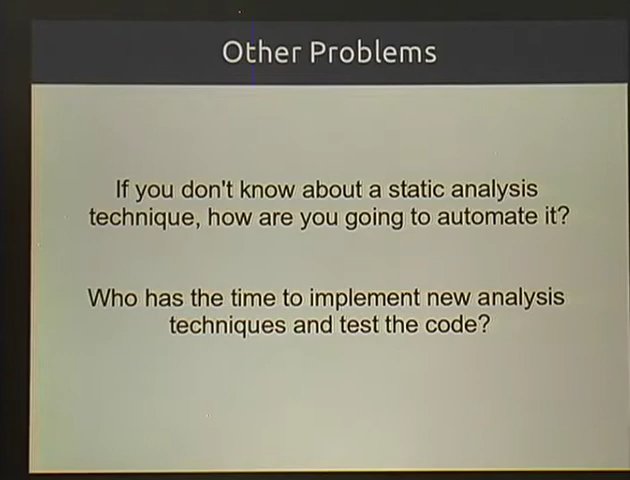 Other Problems
If you don't know about a static analysis
technique, how are you going to automate it?
Who has the time to implement new analysis
techniques and test the code?